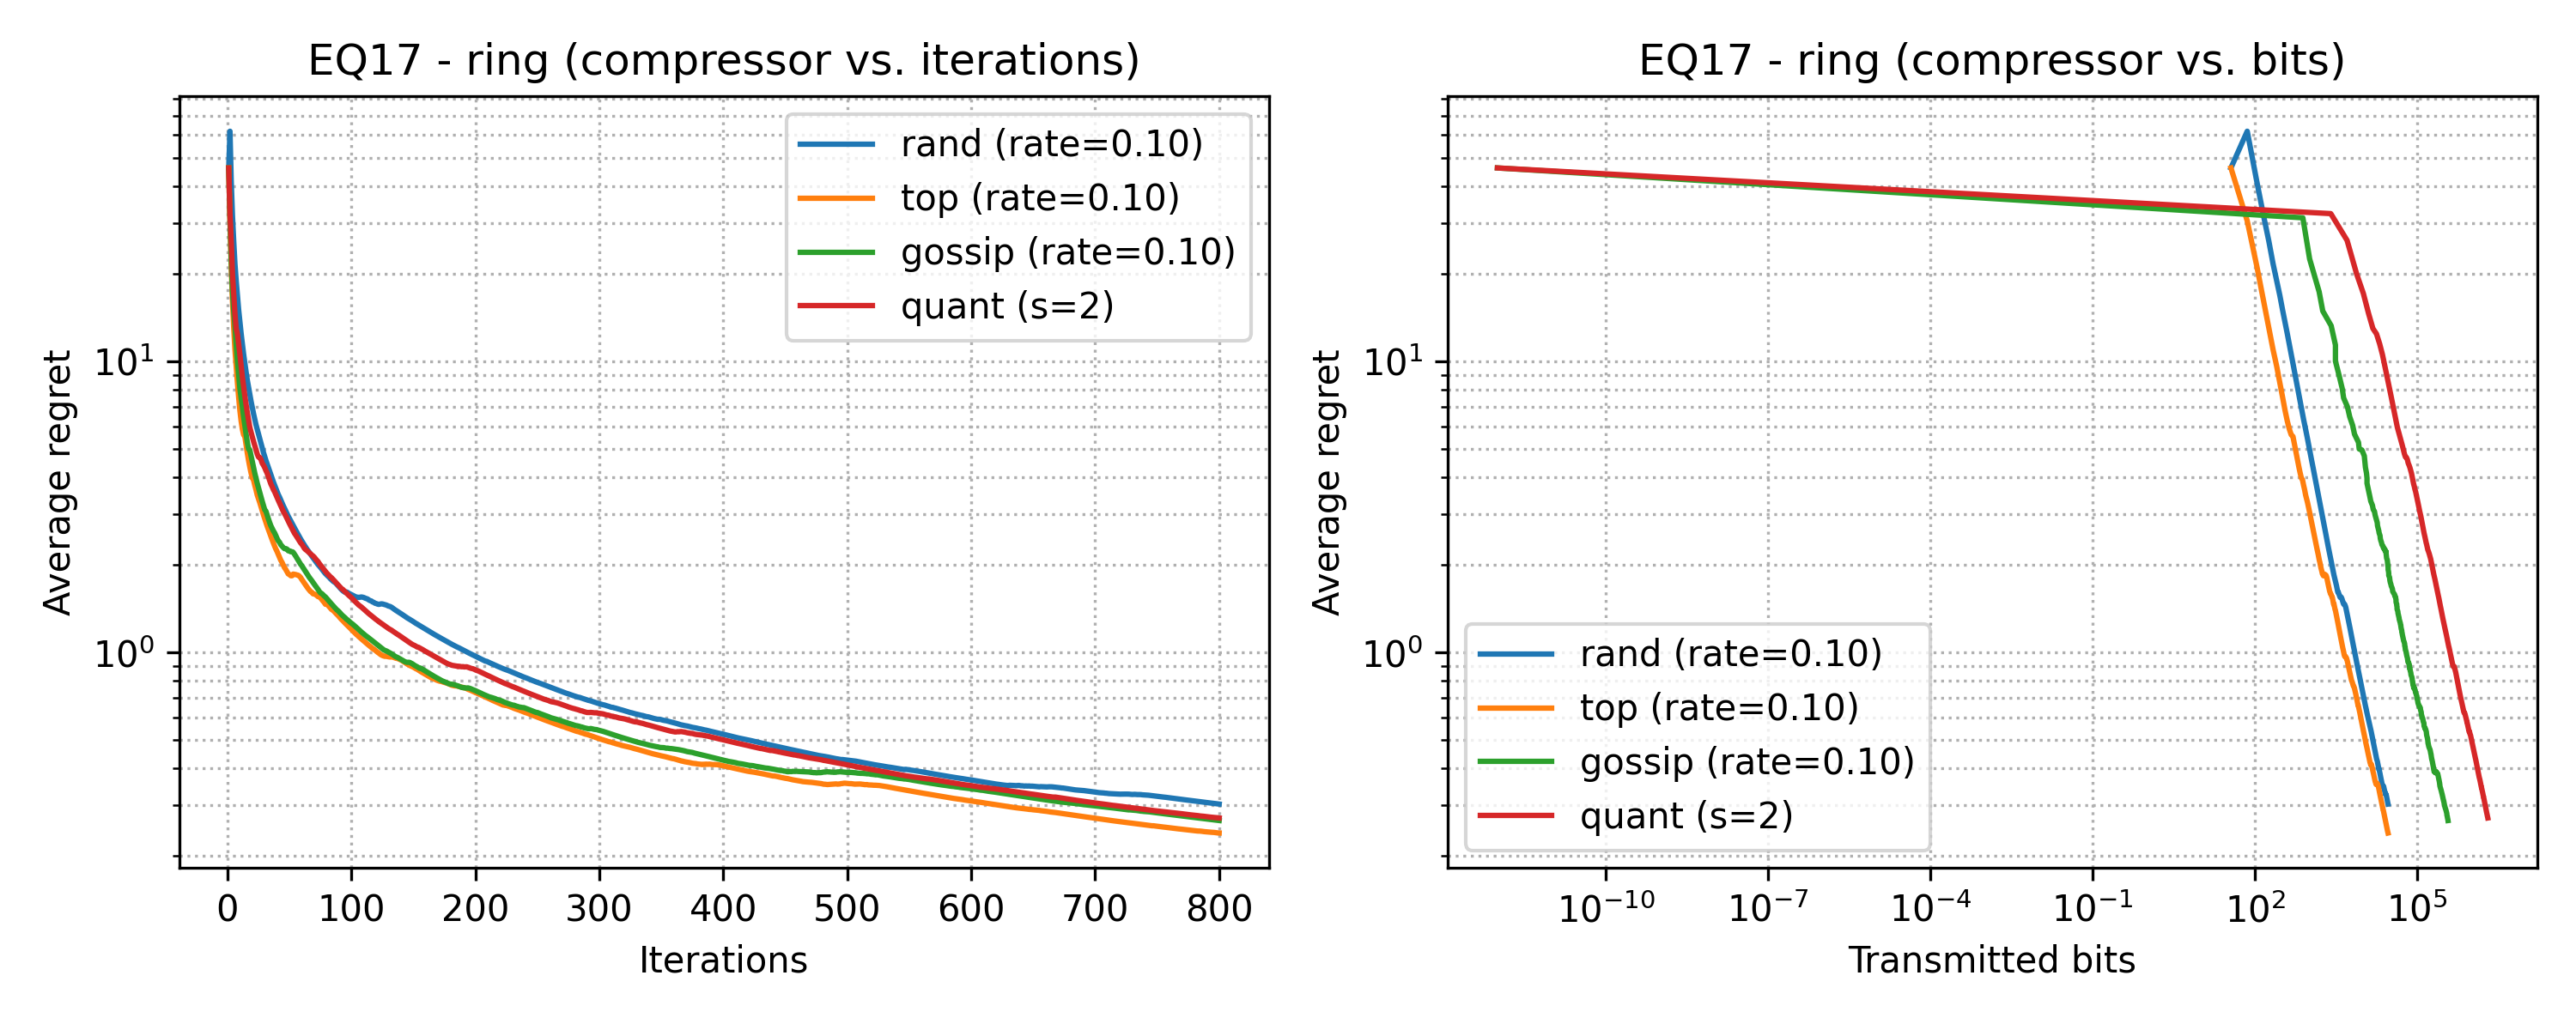 EQ17 - ring (compressor vs. iterations)
Average regret
10¹
10⁰
rand (rate=0.10)
top (rate=0.10)
gossip (rate=0.10)
quant (s=2)
0 100 200 300 400 500 600 700 800
Iterations
EQ17 - ring (compressor vs. bits)
Average regret
10¹
10⁰
rand (rate=0.10)
top (rate=0.10)
gossip (rate=0.10)
quant (s=2)
10⁻¹⁰ 10⁻⁷ 10⁻⁴ 10⁻¹ 10² 10⁵
Transmitted bits